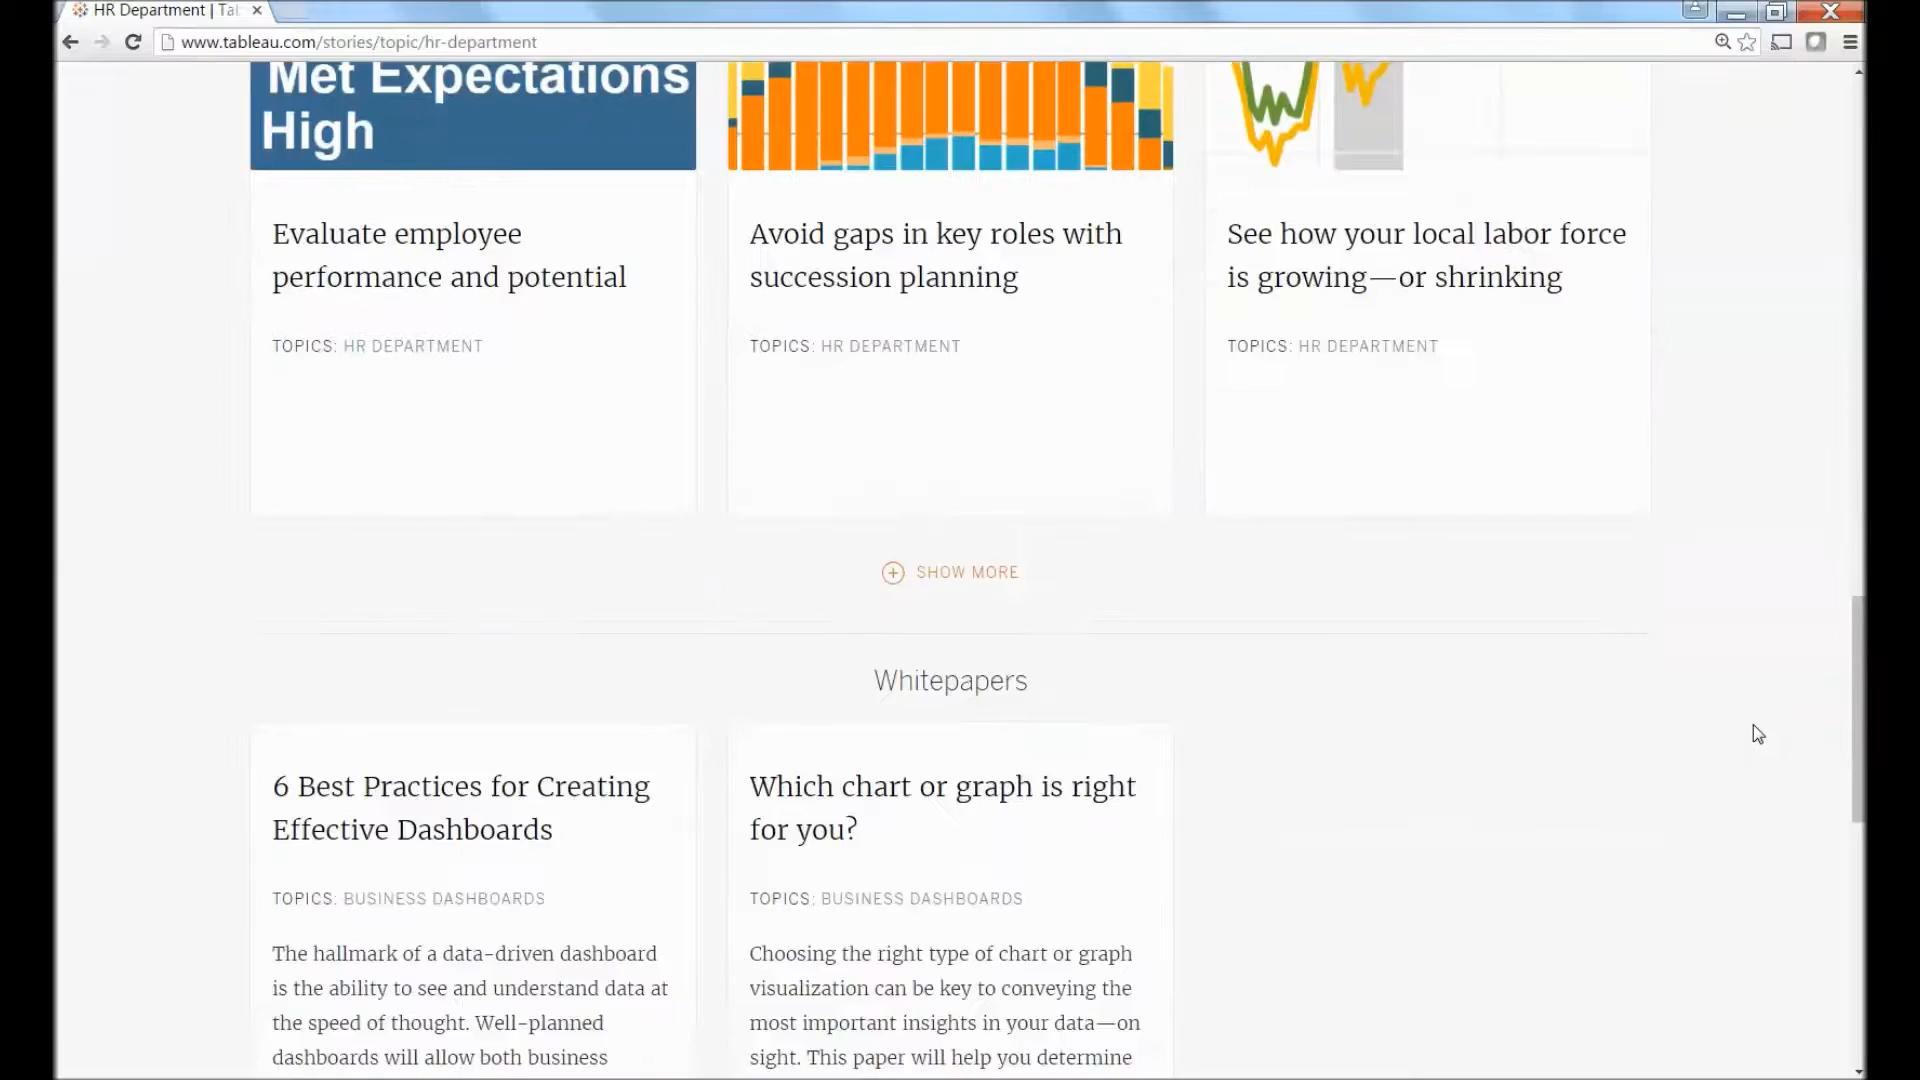 HR Department | Tab
www.tableau.com/stories/topic/hr-department
Met Expectations
High
Evaluate employee
performance and potential
TOPICS: HR DEPARTMENT
Avoid gaps in key roles with
succession planning
TOPICS: HR DEPARTMENT
See how your local labor force
is growing—or shrinking
TOPICS: HR DEPARTMENT
SHOW MORE
Whitepapers
6 Best Practices for Creating
Effective Dashboards
TOPICS: BUSINESS DASHBOARDS
The hallmark of a data-driven dashboard
is the ability to see and understand data at
the speed of thought. Well-planned
dashboards will allow both business
Which chart or graph is right
for you?
TOPICS: BUSINESS DASHBOARDS
Choosing the right type of chart or graph
visualization can be key to conveying the
most important insights in your data—on
sight. This paper will help you determine